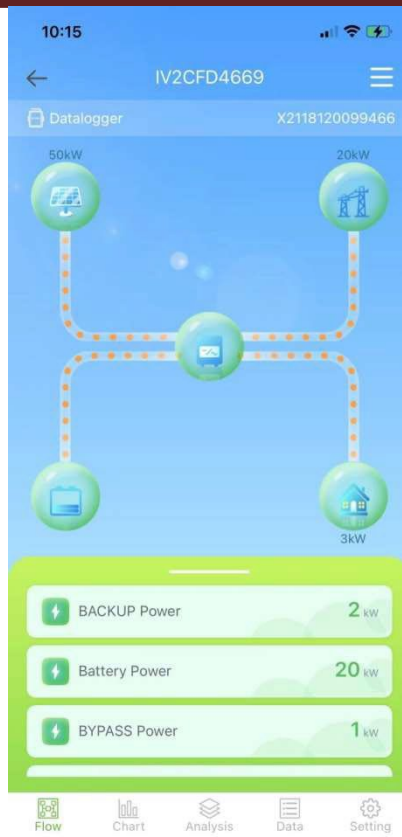 10:15
IV2CFD4669
Datalogger X2118120099466
50kW 20kW
3kW
BACKUP Power 2 kW
Battery Power 20 kW
BYPASS Power 1 kW
Flow Chart Analysis Data Setting